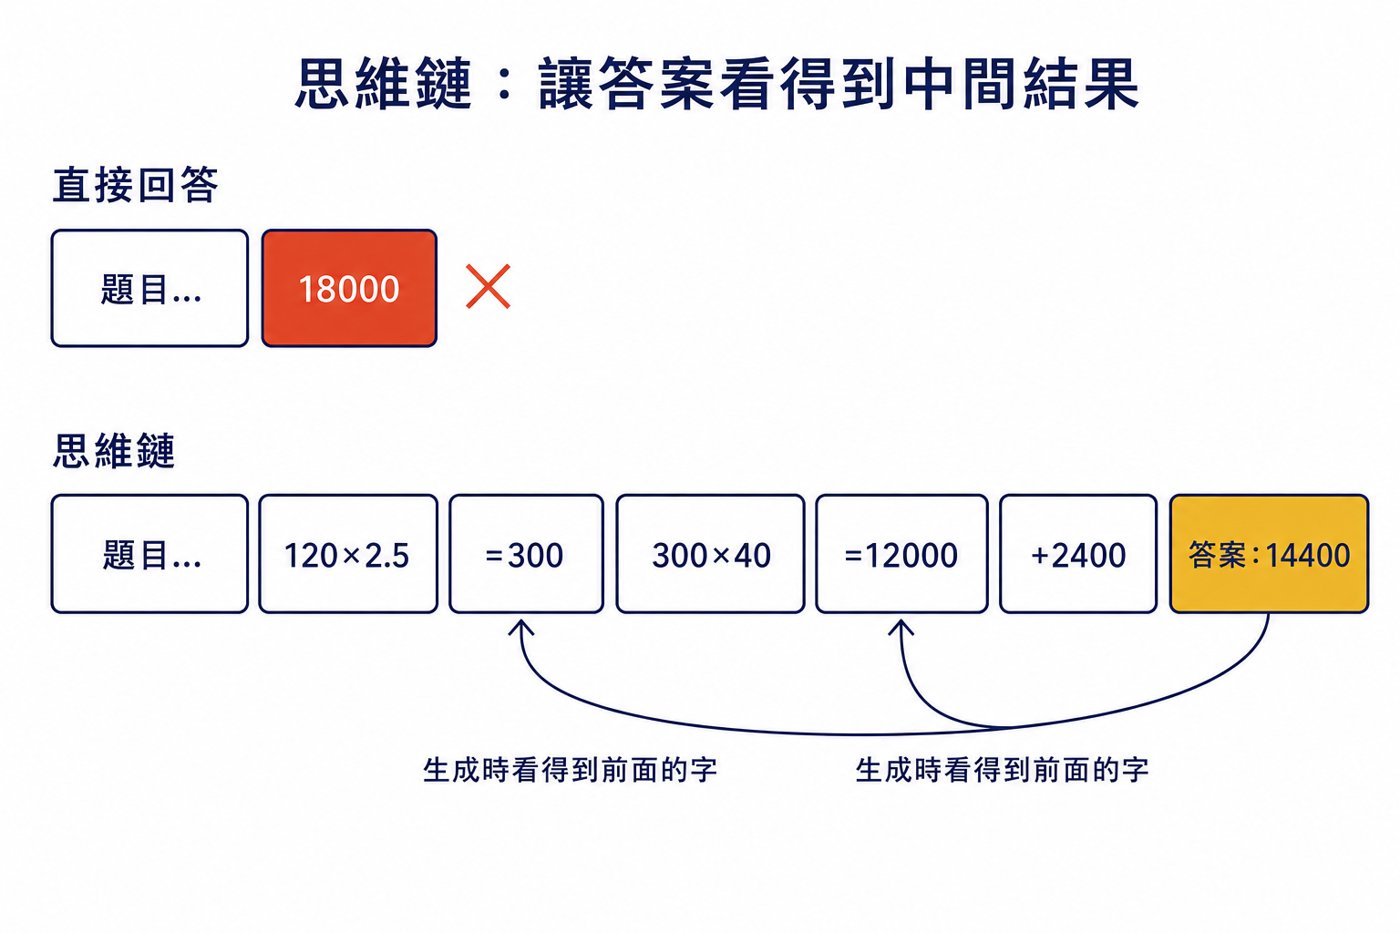 思維鏈：讓答案看得到中間結果
直接回答
題目...
18000
思維鏈
題目...
120×2.5
=300
300×40
=12000
+2400
答案:14400
生成時看得到前面的字
生成時看得到前面的字